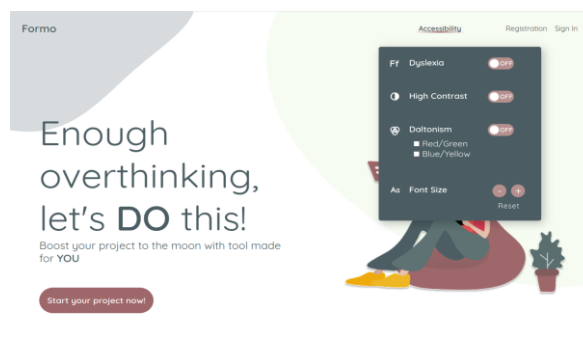 Formo
Accessibility
Registration Sign in
Ff Dyslexia OFF
High Contrast OFF
Daltonism OFF
Red/Green
Blue/Yellow
Aa Font Size - +
Reset
Enough
overthinking,
let's DO this!
Boost your project to the moon with tool made
for YOU
Start your project now!